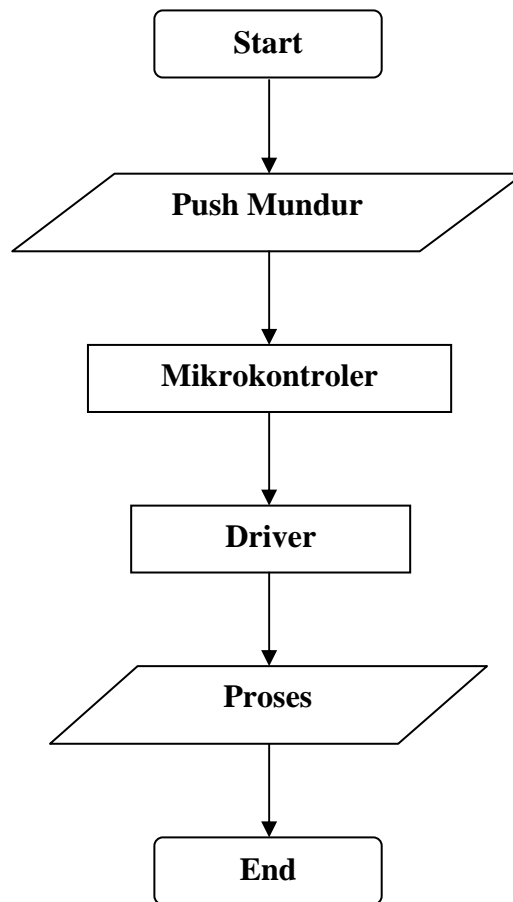 Start
Push Mundur
Mikrokontroler
Driver
Proses
End